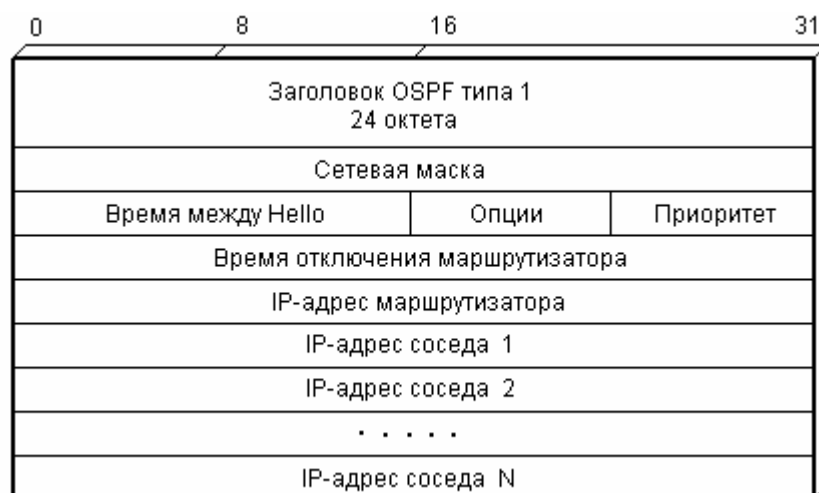 0 8 16 31
Заголовок OSPF типа 1
24 октета
Сетевая маска
Время между Hello Опции Приоритет
Время отключения маршрутизатора
IP-адрес маршрутизатора
IP-адрес соседа 1
IP-адрес соседа 2
. . . . .
IP-адрес соседа N